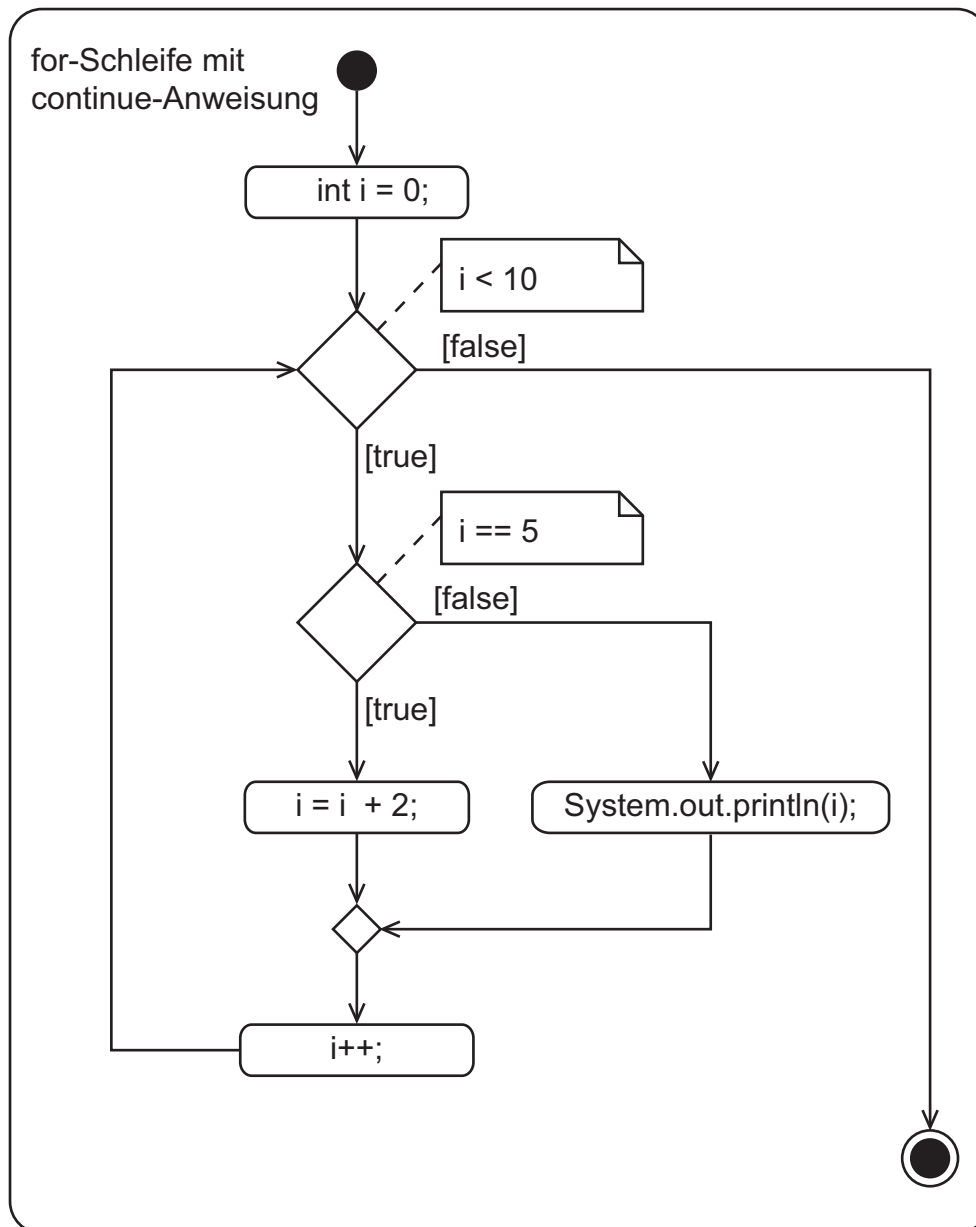 for-Schleife mit
continue-Anweisung
int i = 0;
i < 10
[false]
[true]
i == 5
[false]
[true]
i = i + 2;
System.out.println(i);
i++;